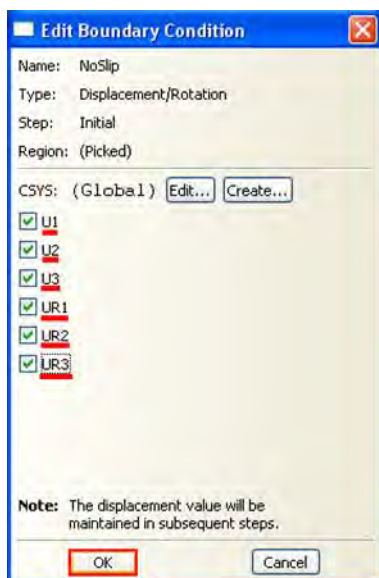 Edit Boundary Condition
Name: NoSlip
Type: Displacement/Rotation
Step: Initial
Region: (Picked)
CSYS: (Global) Edit... Create...
U1
U2
U3
UR1
UR2
UR3
Note: The displacement value will be
maintained in subsequent steps.
OK Cancel